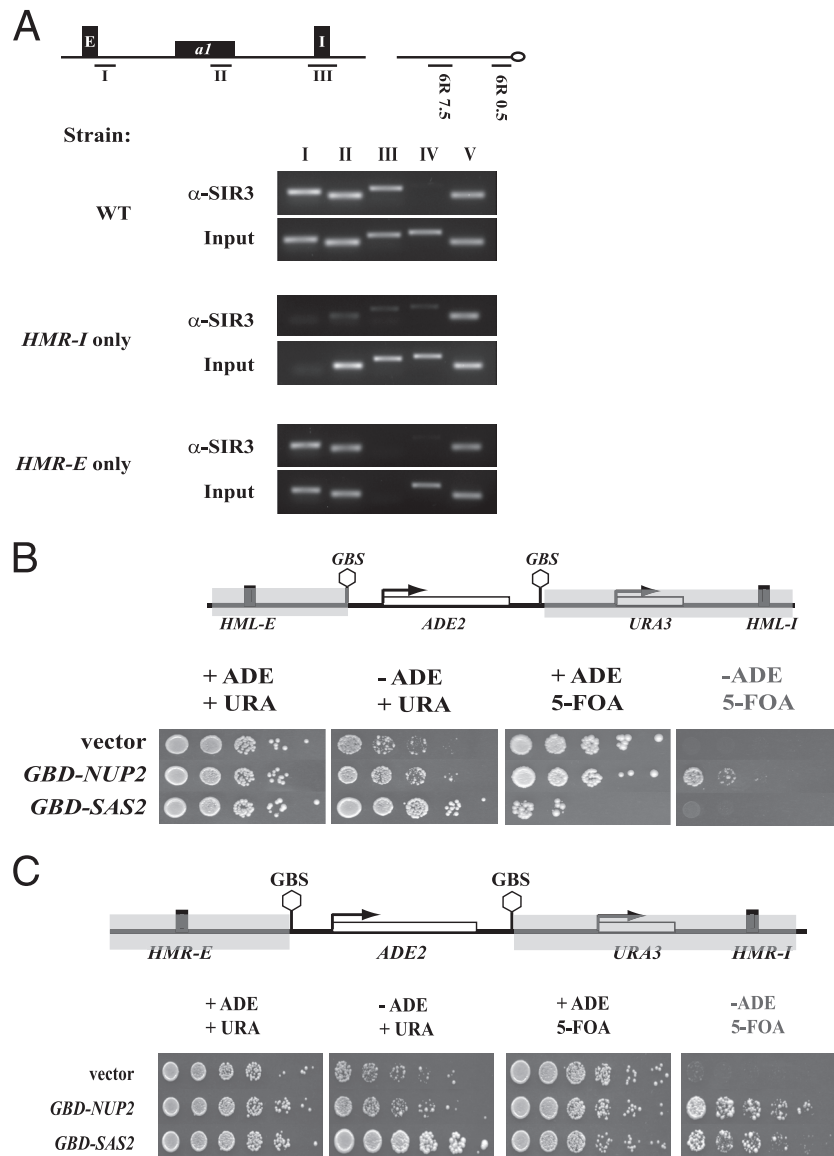 A
E
a1
I
I
II
III
6R 7.5
6R 0.5
Strain:
I II III IV V
WT
α-SIR3
Input
HMR-I only
α-SIR3
Input
HMR-E only
α-SIR3
Input
B
GBS GBS
HML-E ADE2 URA3 HML-I
+ ADE - ADE + ADE -ADE
+ URA + URA 5-FOA 5-FOA
vector
GBD-NUP2
GBD-SAS2
C
GBS GBS
HMR-E ADE2 URA3 HMR-I
+ ADE - ADE + ADE -ADE
+ URA + URA 5-FOA 5-FOA
vector
GBD-NUP2
GBD-SAS2